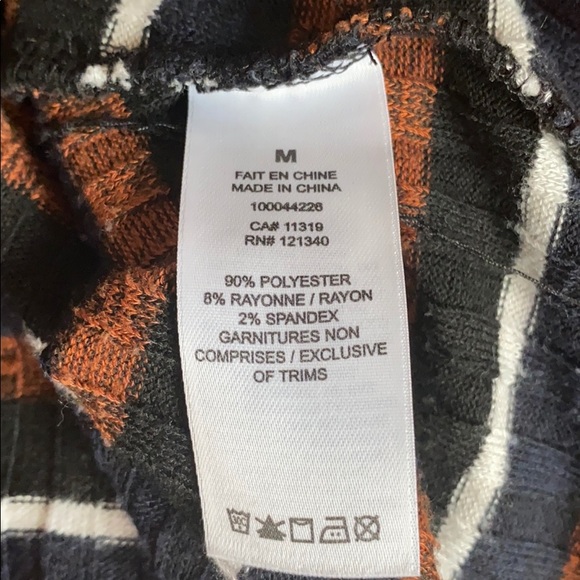 M
FAIT EN CHINE
MADE IN CHINA
100044226
CA# 11319
RN# 121340
90% POLYESTER
8% RAYONNE / RAYON
2% SPANDEX
GARNITURES NON
COMPRISES / EXCLUSIVE
OF TRIMS